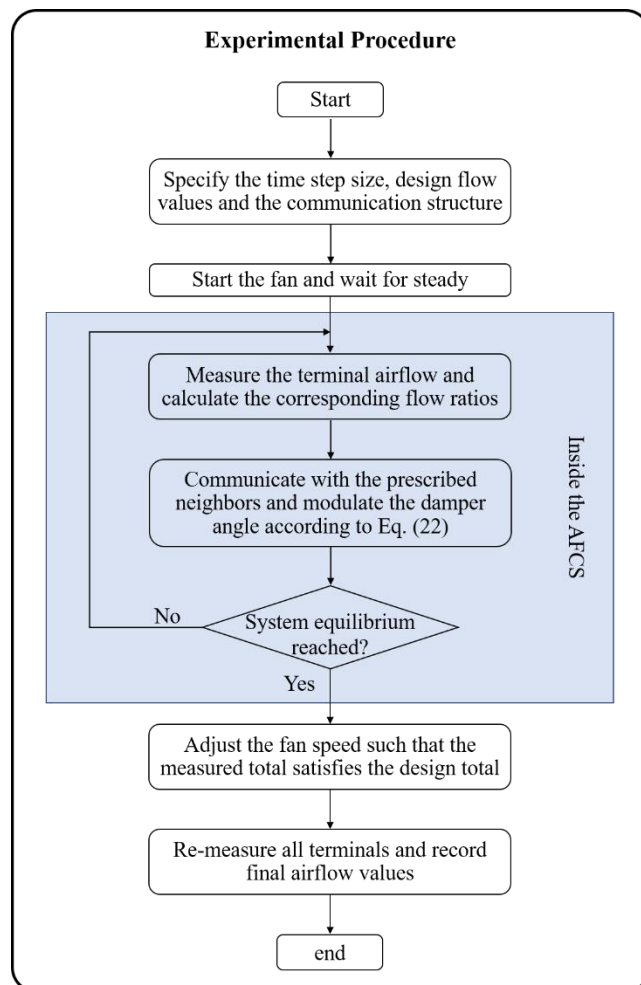 Experimental Procedure
Start
Specify the time step size, design flow
values and the communication structure
Start the fan and wait for steady
Measure the terminal airflow and
calculate the corresponding flow ratios
Communicate with the prescribed
neighbors and modulate the damper
angle according to Eq. (22)
Inside the AFCS
No
System equilibrium
reached?
Yes
Adjust the fan speed such that the
measured total satisfies the design total
Re-measure all terminals and record
final airflow values
end